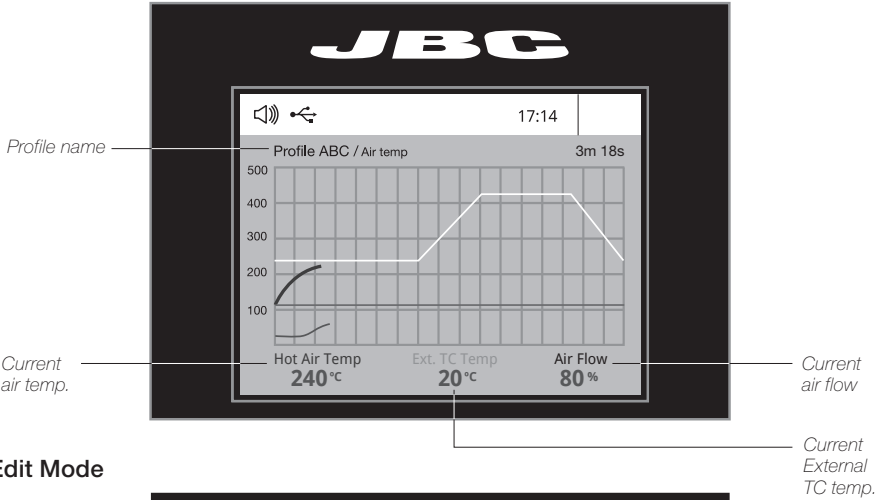 JBC
17:14
Profile name
Profile ABC / Air temp
3m 18s
500
400
300
200
100
Hot Air Temp
Ext. TC Temp
Air Flow
240 ºC
20 ºC
80 %
Current
air temp.
Current
air flow
Current
External
TC temp.
Edit Mode